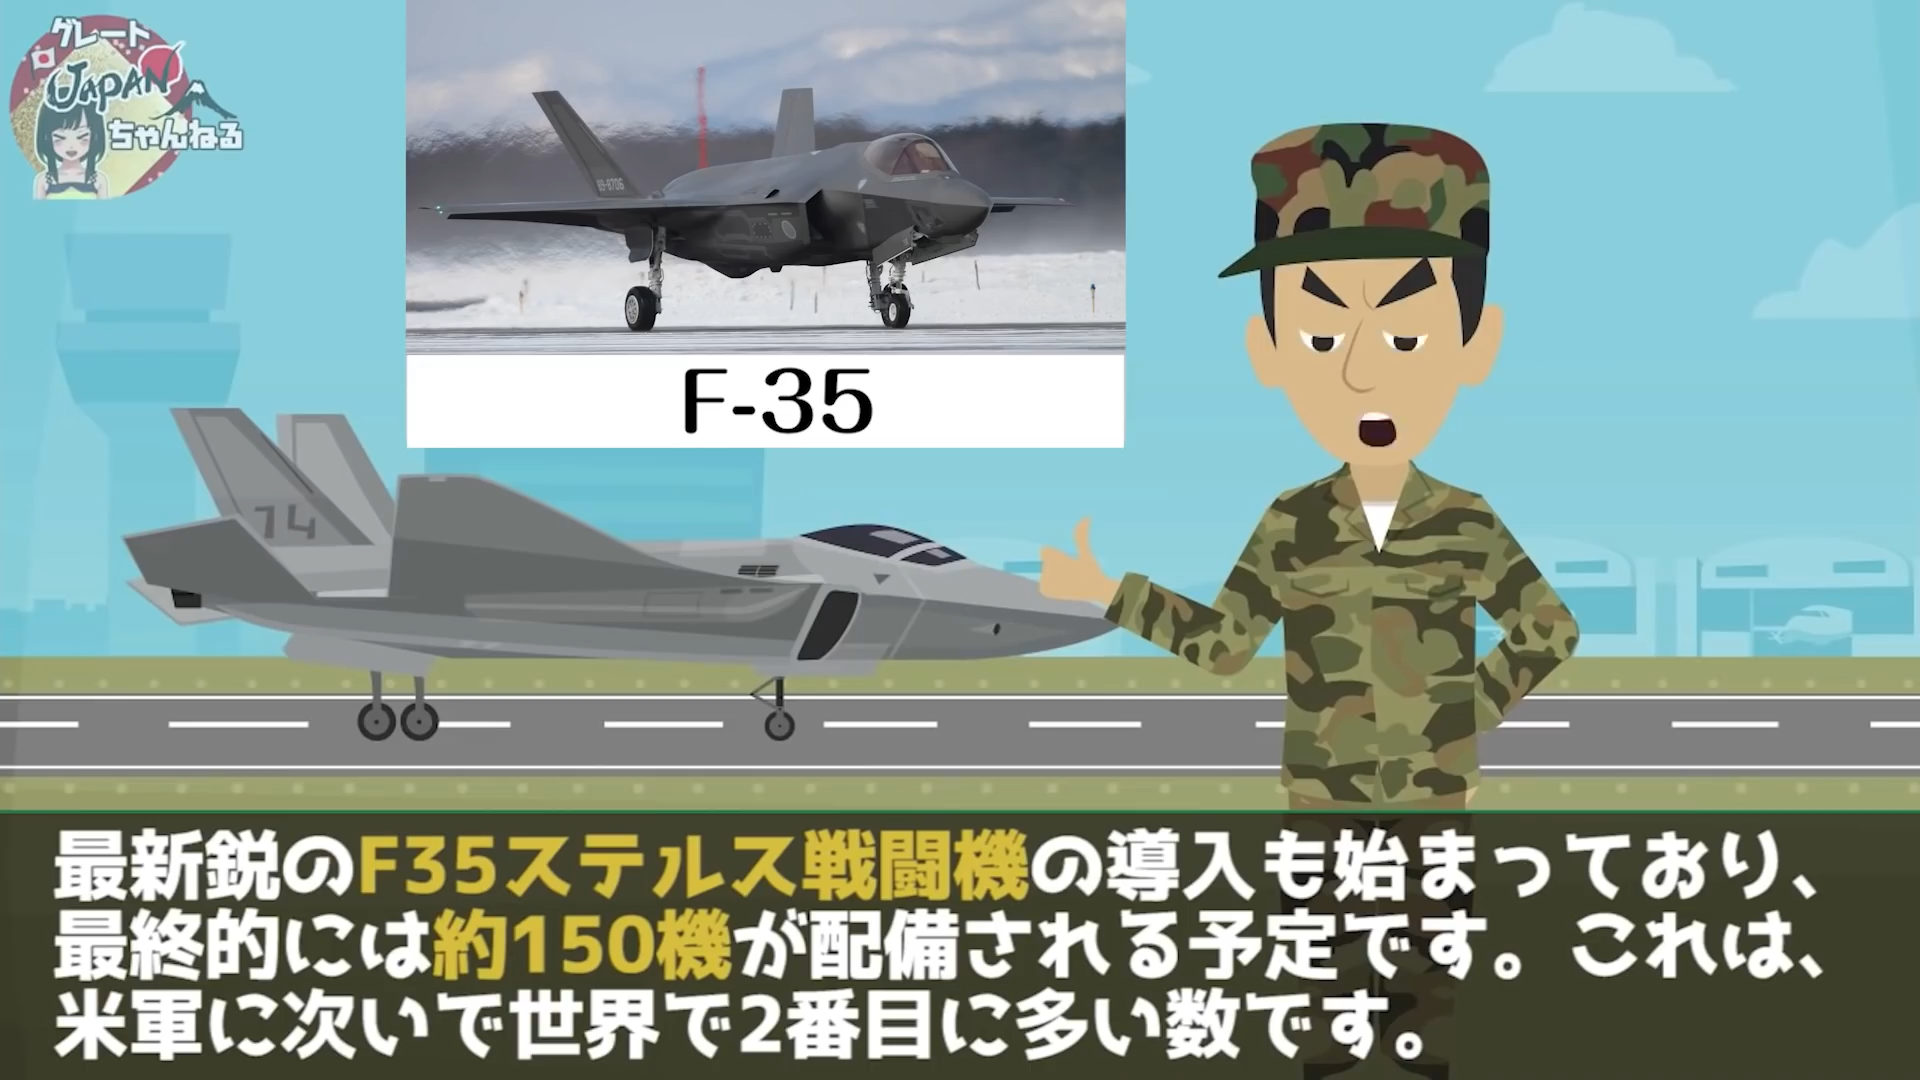 グレート
JAPAN
ちゃんねる
89-8706
F-35
74
最新鋭のF35ステルス戦闘機の導入も始まっており、
最終的には約150機が配備される予定です。これは、
米軍に次いで世界で2番目に多い数です。